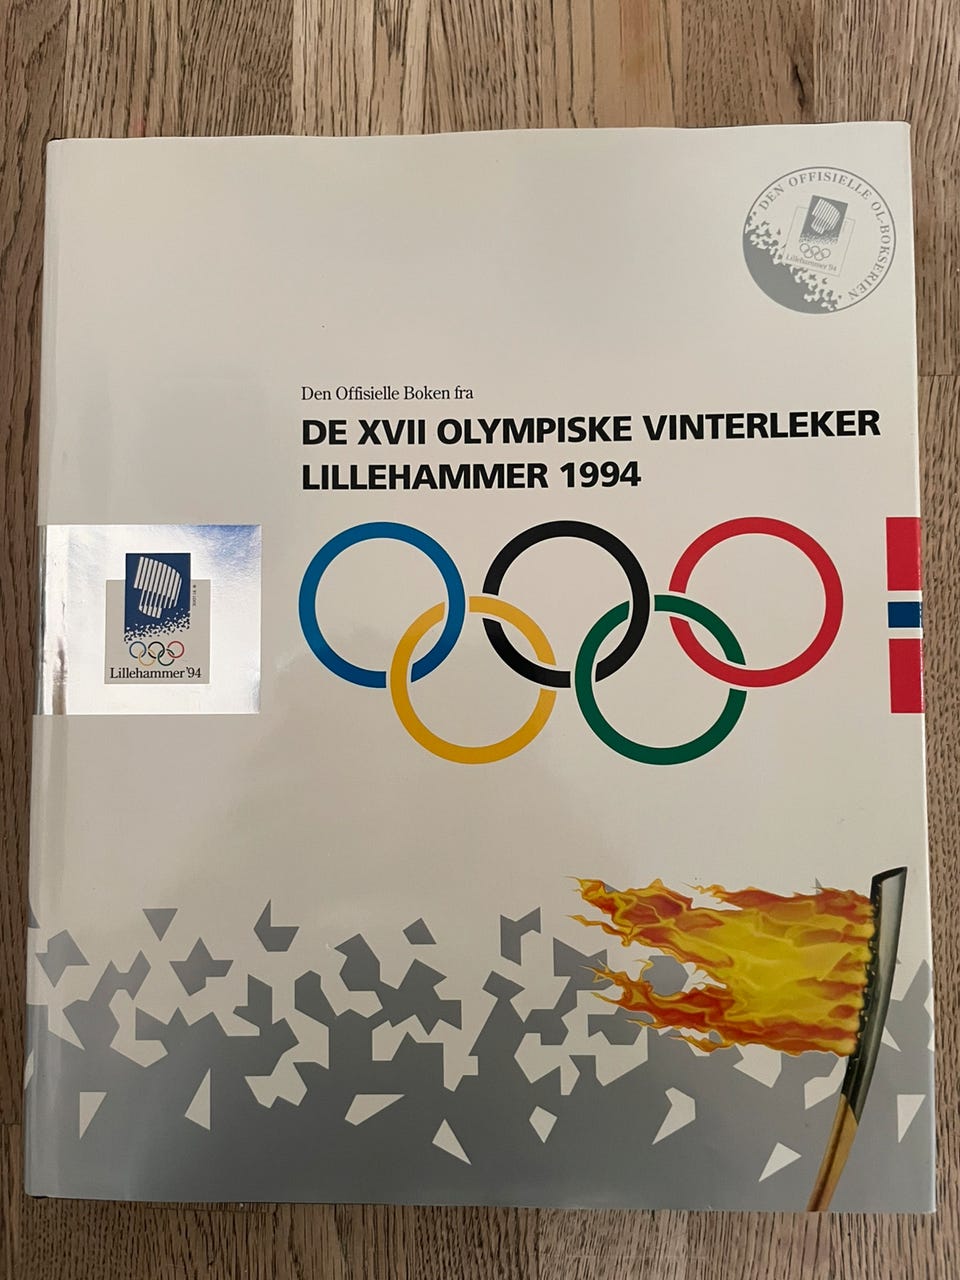 DEN OFFISIELLE OL-BOKSERIEN
Lillehammer '94
Den Offisielle Boken fra
DE XVII OLYMPISKE VINTERLEKER
LILLEHAMMER 1994
Lillehammer '94